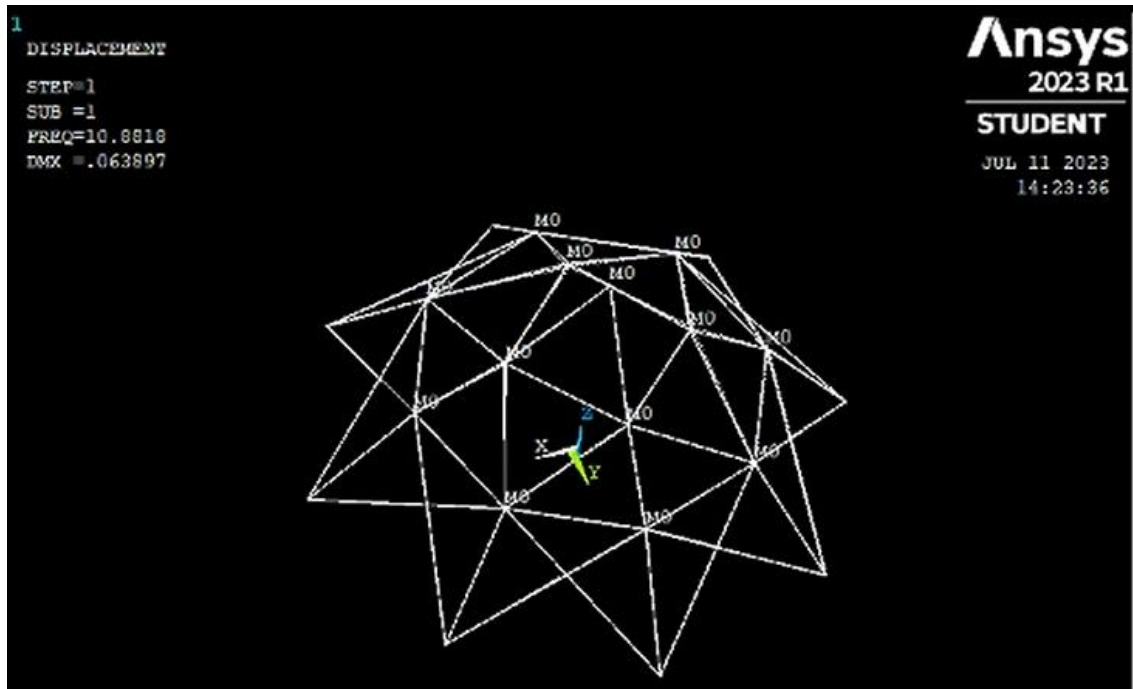 1
DISPLACEMENT
STEP=1
SUB =1
FREQ=10.8818
DMX =.063897
Ansys
2023 R1
STUDENT
JUL 11 2023
14:23:36
M0
M0
M0
M0
M0
M0
M0
M0
M0
M0
M0
M0
M0
Z
X
Y